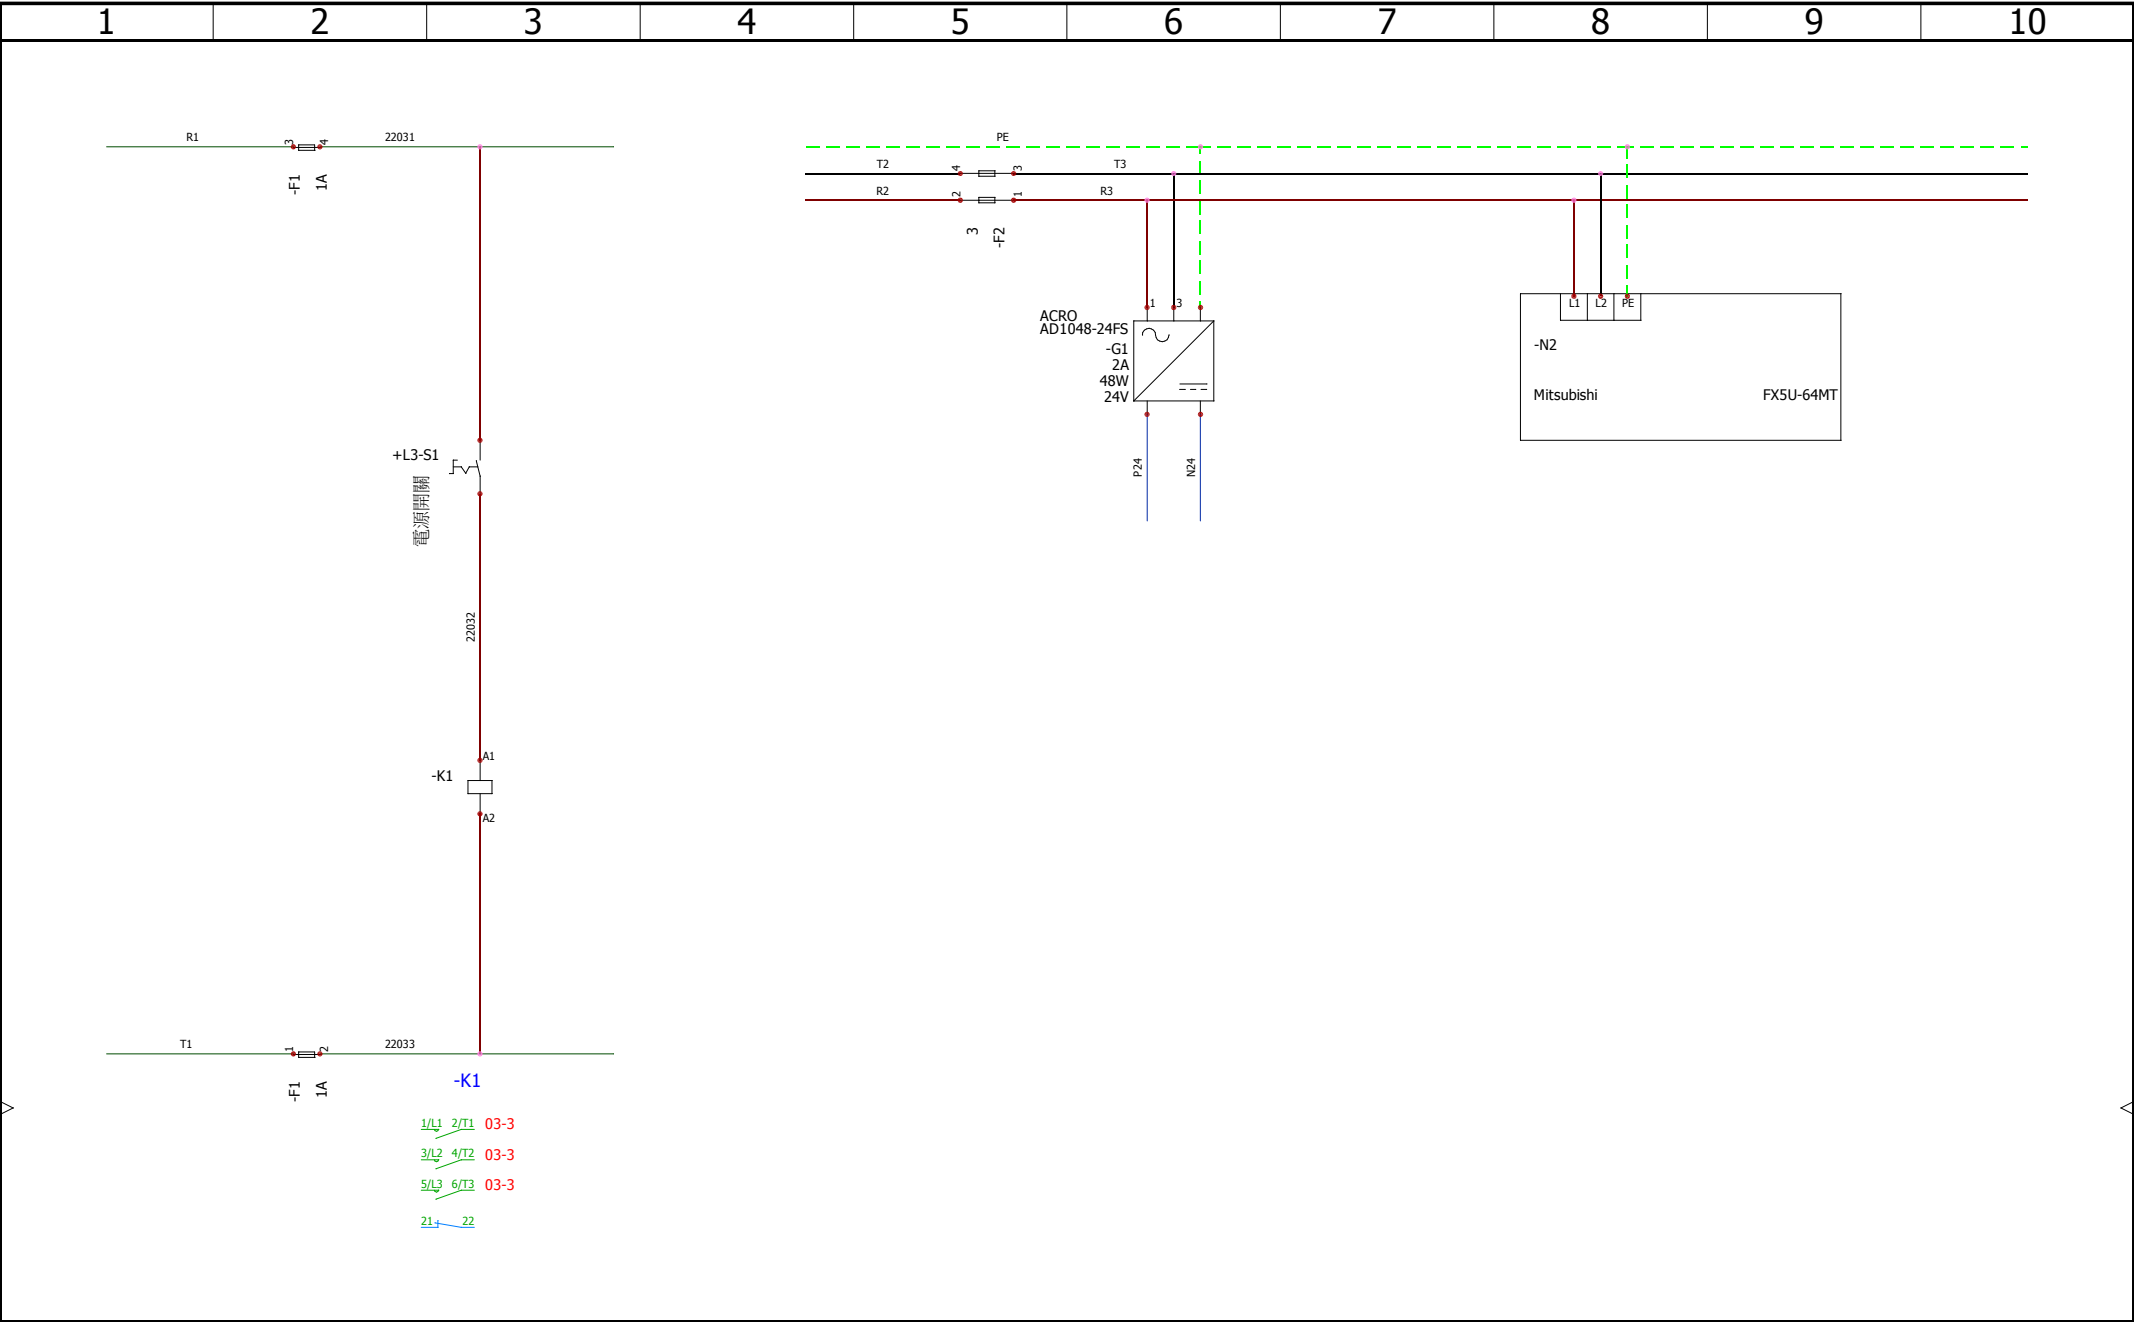 1 2 3 4 5 6 7 8 9 10
R1
3
4
22031
-F1
1A
PE
T2
4
3
T3
R2
2
1
R3
3
-F2
1
3
ACRO
AD1048-24FS
-G1
2A
48W
24V
P24
N24
L1
L2
PE
-N2
Mitsubishi
FX5U-64MT
+L3-S1
電源開關
22032
A1
-K1
A2
T1
1
2
22033
-F1
1A
-K1
1/L1 2/T1 03-3
3/L2 4/T2 03-3
5/L3 6/T3 03-3
21 22